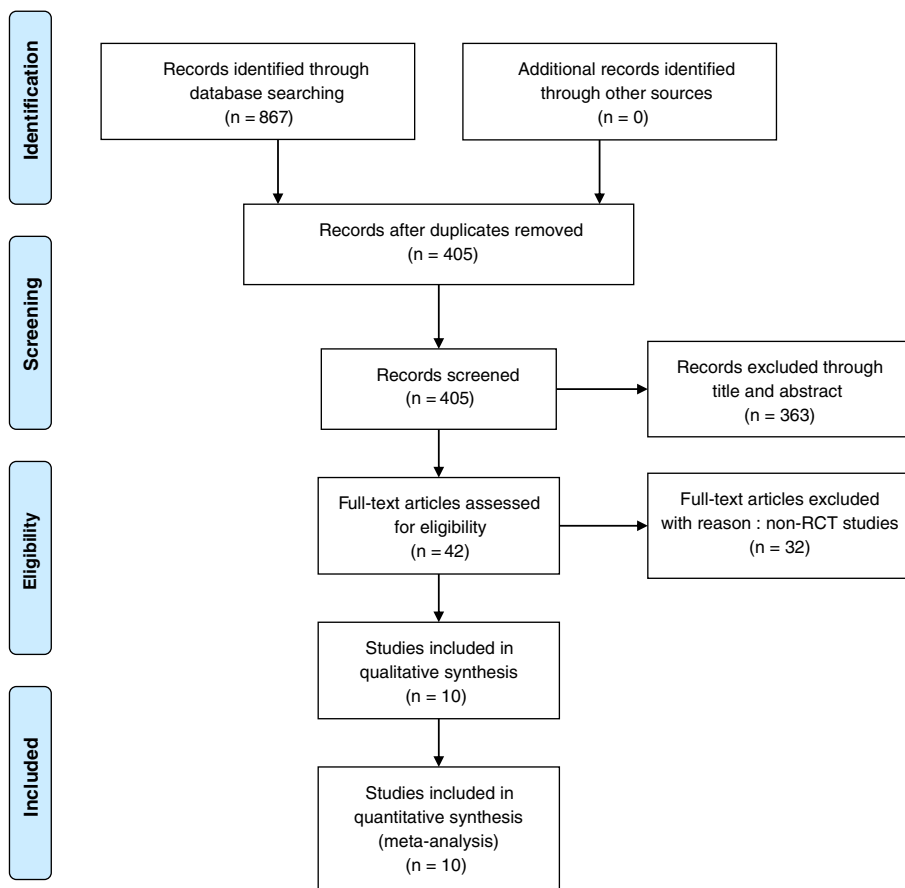 Identification
Records identified through
database searching
(n = 867)
Additional records identified
through other sources
(n = 0)
Records after duplicates removed
(n = 405)
Screening
Records screened
(n = 405)
Records excluded through
title and abstract
(n = 363)
Eligibility
Full-text articles assessed
for eligibility
(n = 42)
Full-text articles excluded
with reason : non-RCT studies
(n = 32)
Studies included in
qualitative synthesis
(n = 10)
Included
Studies included in
quantitative synthesis
(meta-analysis)
(n = 10)